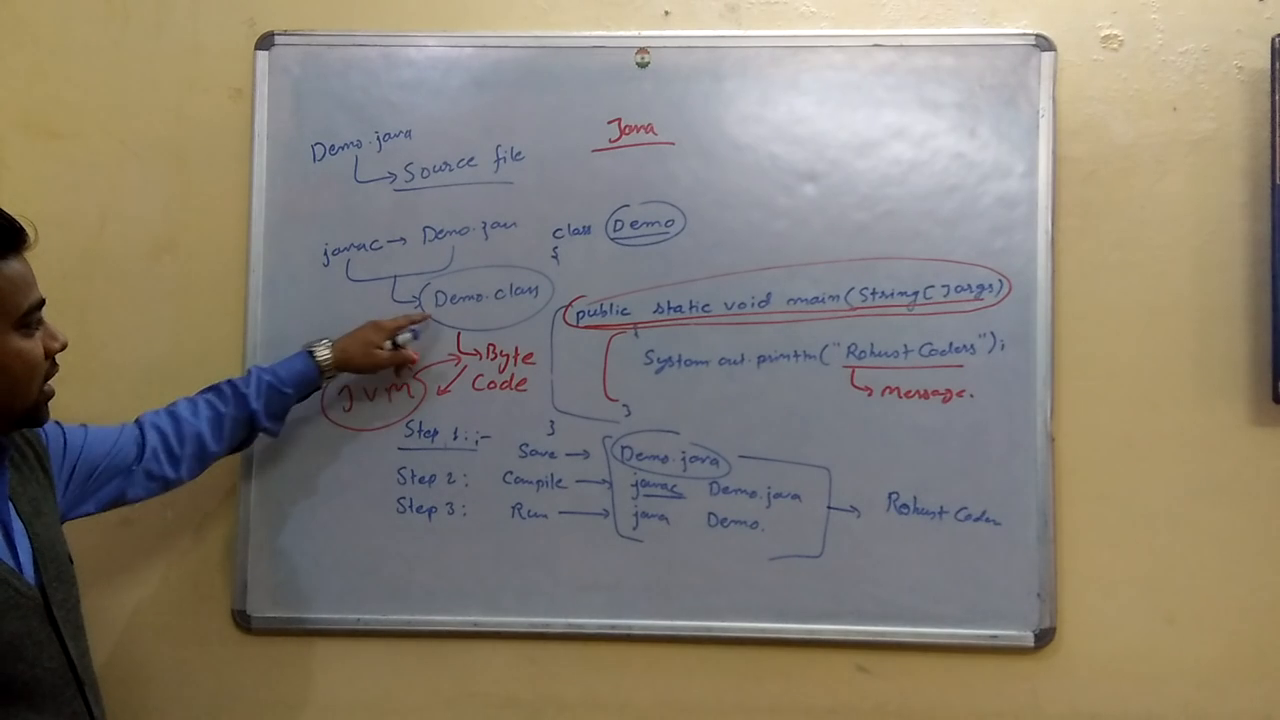 Java
Demo.java
Source file
javac → Demo.java
Demo.class
Byte
Code
JVM
class Demo
{
public static void main(String[]args)
{
System.out.println("Robust Coders");
Message.
}
}
Step 1:;-
Save → Demo.java
Step 2: Compile → javac Demo.java
Step 3: Run → java Demo.
→ Robust Coder